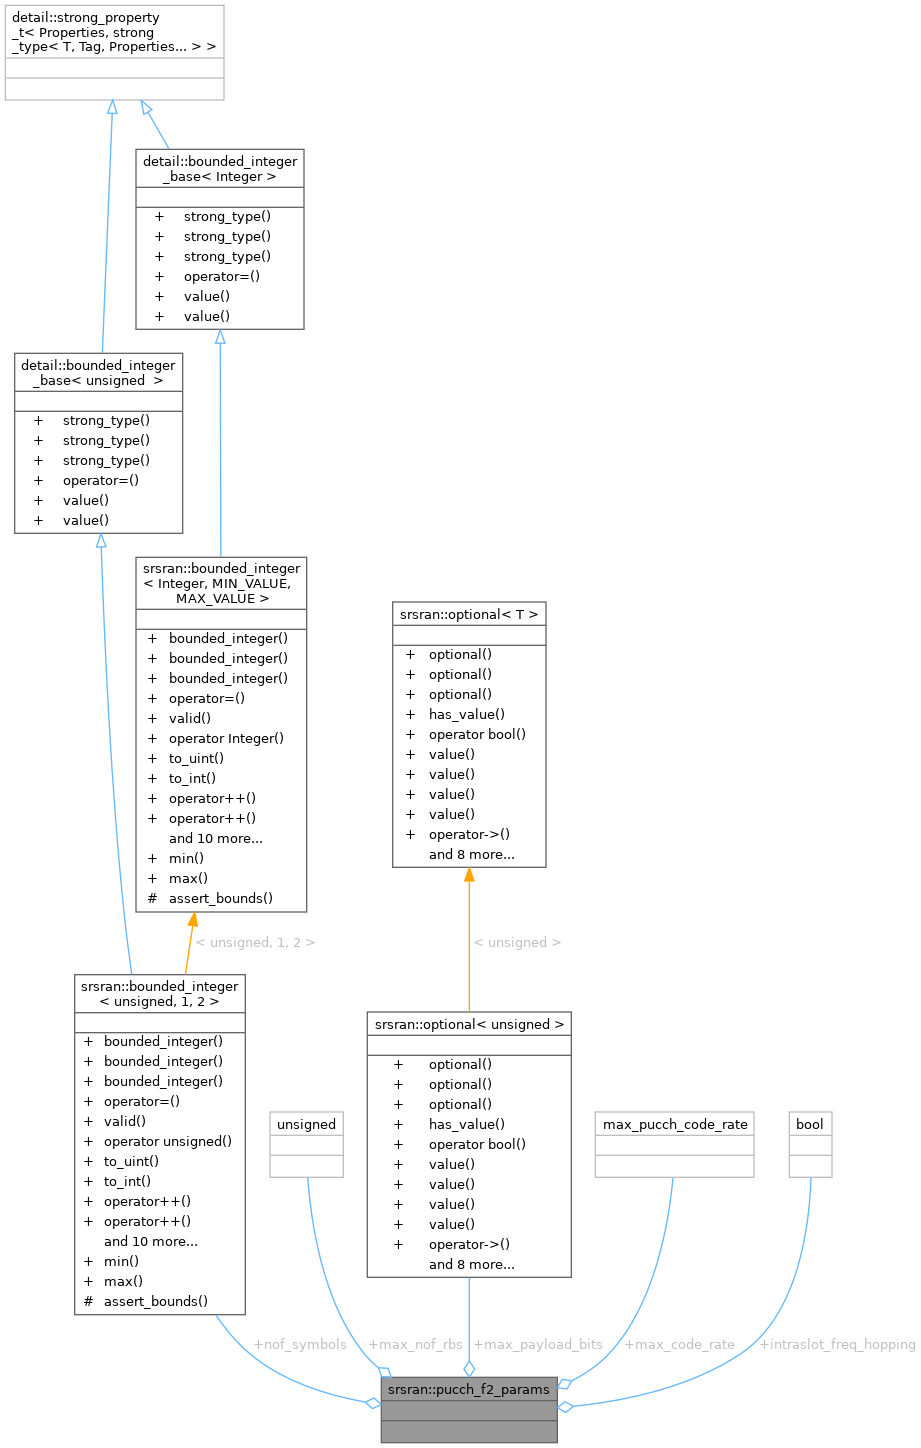 detail::strong_property
_t< Properties, strong
_type< T, Tag, Properties... > >
detail::bounded_integer
_base< Integer >
+ strong_type()
+ strong_type()
+ strong_type()
+ operator=()
+ value()
+ value()
detail::bounded_integer
_base< unsigned  >
+ strong_type()
+ strong_type()
+ strong_type()
+ operator=()
+ value()
+ value()
srsran::bounded_integer
< Integer, MIN_VALUE,
MAX_VALUE >
+ bounded_integer()
+ bounded_integer()
+ bounded_integer()
+ operator=()
+ valid()
+ operator Integer()
+ to_uint()
+ to_int()
+ operator++()
+ operator++()
and 10 more...
+ min()
+ max()
# assert_bounds()
srsran::optional< T >
+ optional()
+ optional()
+ optional()
+ has_value()
+ operator bool()
+ value()
+ value()
+ value()
+ value()
+ operator->()
and 8 more...
< unsigned, 1, 2 >
< unsigned >
srsran::bounded_integer
< unsigned, 1, 2 >
+ bounded_integer()
+ bounded_integer()
+ bounded_integer()
+ operator=()
+ valid()
+ operator unsigned()
+ to_uint()
+ to_int()
+ operator++()
+ operator++()
and 10 more...
+ min()
+ max()
# assert_bounds()
unsigned
srsran::optional< unsigned >
+ optional()
+ optional()
+ optional()
+ has_value()
+ operator bool()
+ value()
+ value()
+ value()
+ value()
+ operator->()
and 8 more...
max_pucch_code_rate
bool
+nof_symbols
+max_nof_rbs
+max_payload_bits
+max_code_rate
+intraslot_freq_hopping
srsran::pucch_f2_params